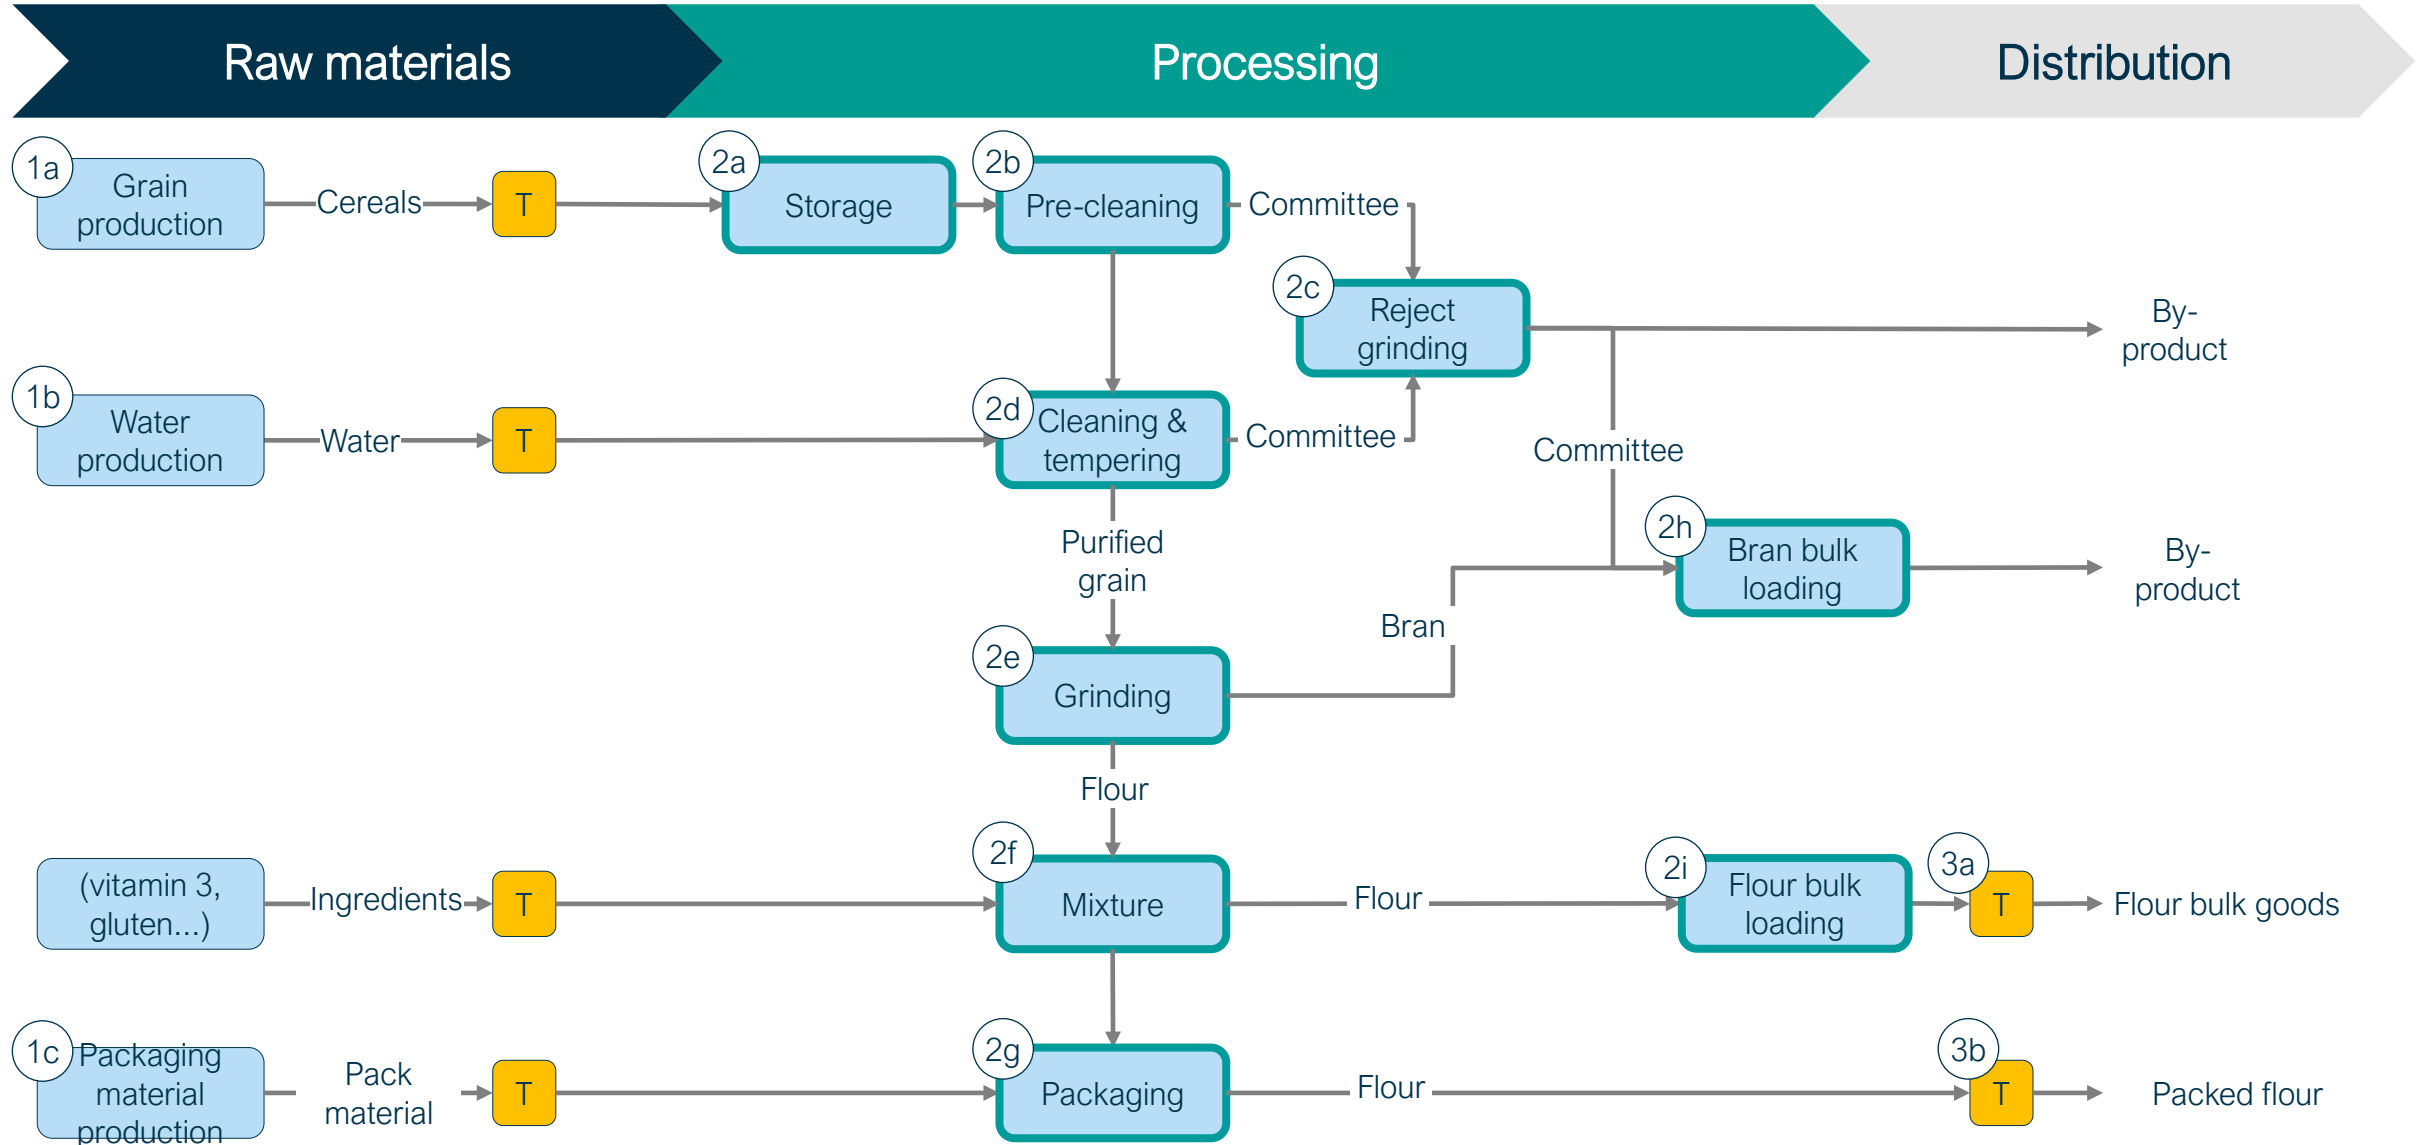 Raw materials
Processing
Distribution
1a
Grain
production
Cereals
T
2a
Storage
2b
Pre-cleaning
Committee
2c
Reject
grinding
By-
product
1b
Water
production
Water
T
2d
Cleaning &
tempering
Committee
Committee
Purified
grain
2h
Bran bulk
loading
By-
product
Bran
2e
Grinding
Flour
(vitamin 3,
gluten...)
Ingredients
T
2f
Mixture
Flour
2i
Flour bulk
loading
3a
T
Flour bulk goods
1c
Packaging
material
production
Pack
material
T
2g
Packaging
Flour
3b
T
Packed flour